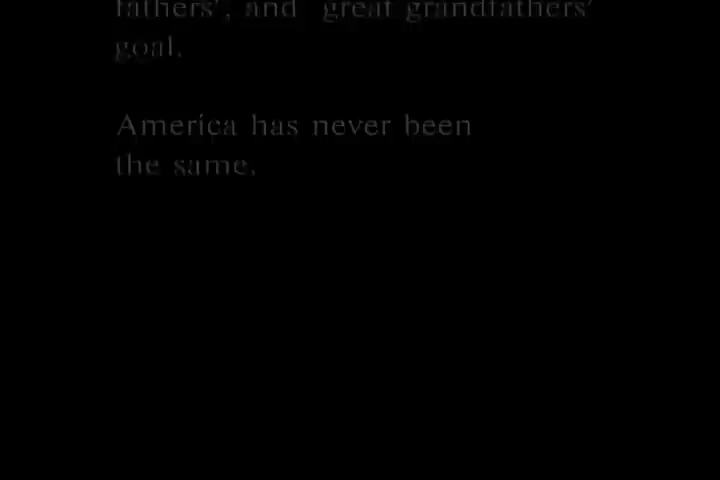 fathers', and great grandfathers'
goal.
America has never been
the same.